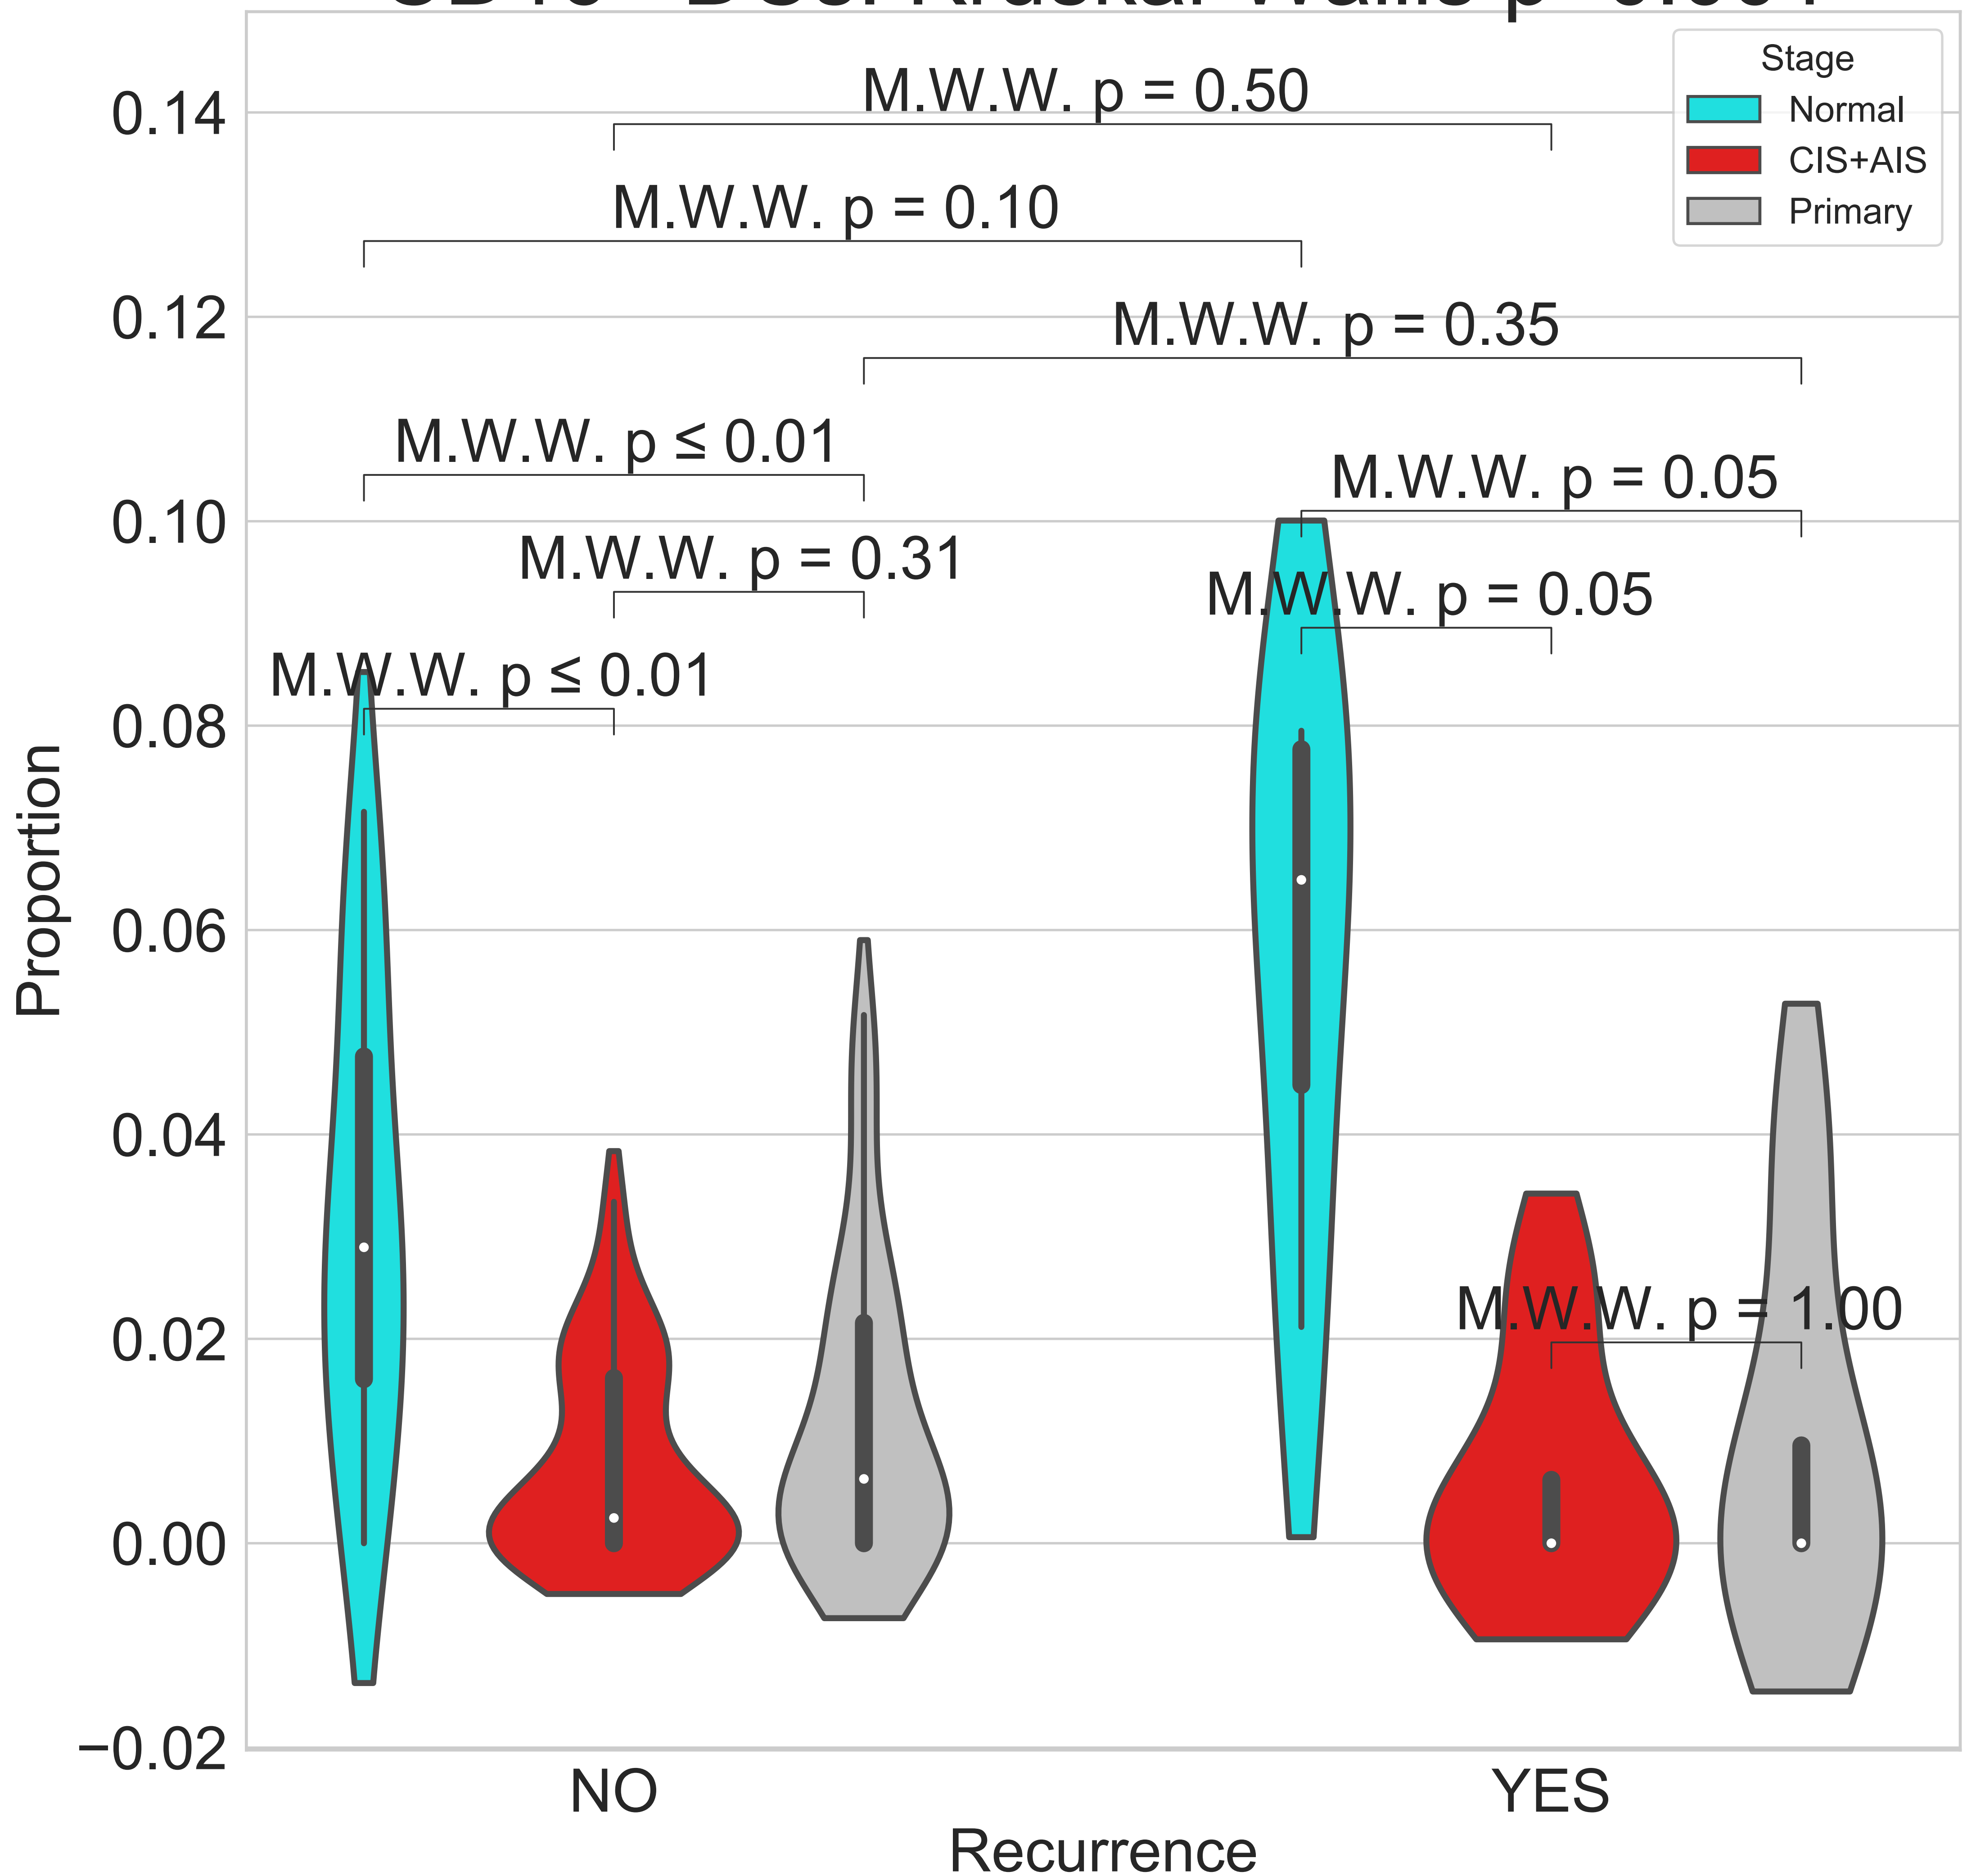 Stage
Normal
CIS+AIS
Primary
M.W.W. p = 0.50
M.W.W. p = 0.10
M.W.W. p = 0.35
M.W.W. p ≤ 0.01
M.W.W. p = 0.05
M.W.W. p = 0.31
M.W.W. p = 0.05
M.W.W. p ≤ 0.01
M.W.W. p = 1.00
0.14
0.12
0.10
0.08
0.06
0.04
0.02
0.00
−0.02
Proportion
NO
YES
Recurrence